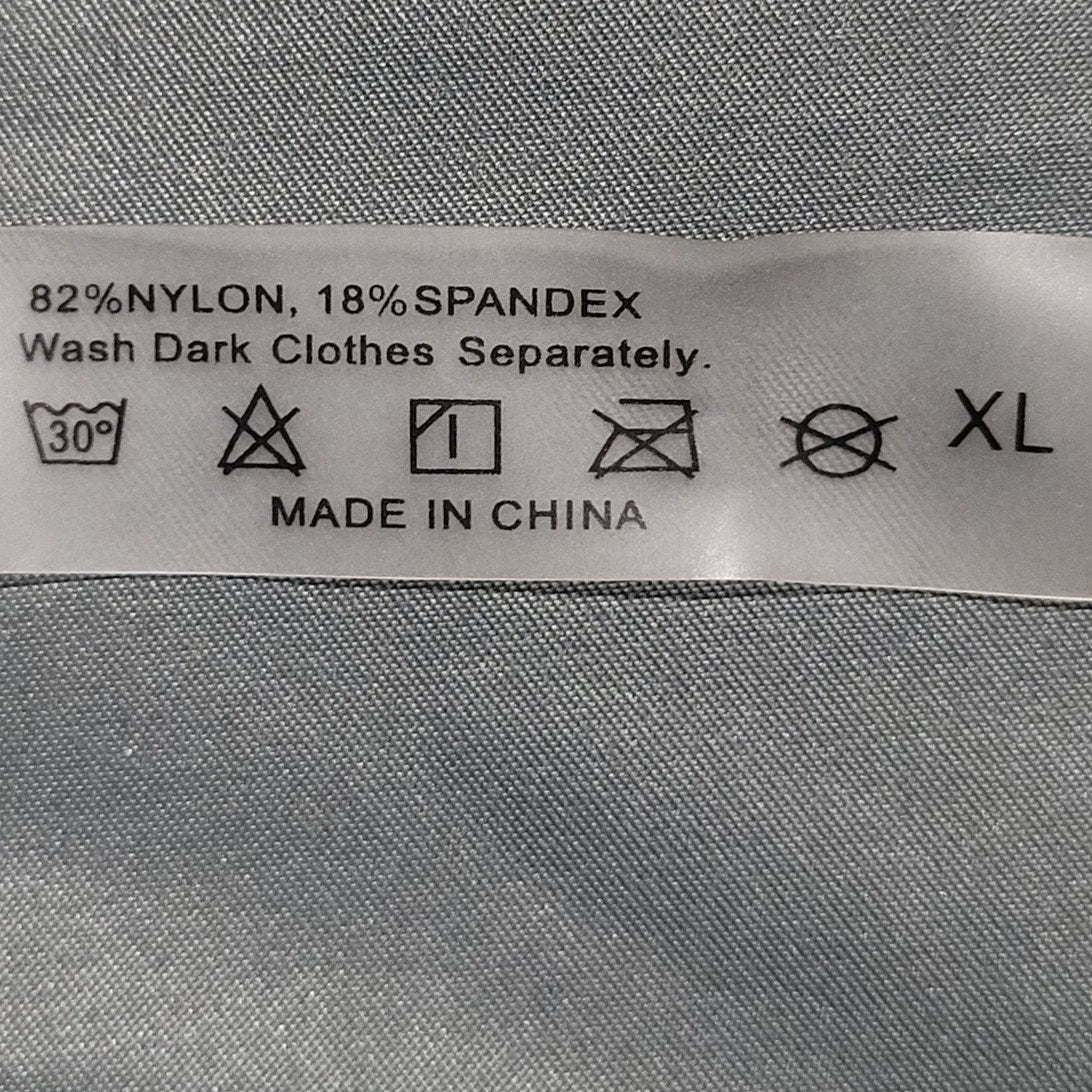 82%NYLON, 18%SPANDEX
Wash Dark Clothes Separately.
30° XL
MADE IN CHINA